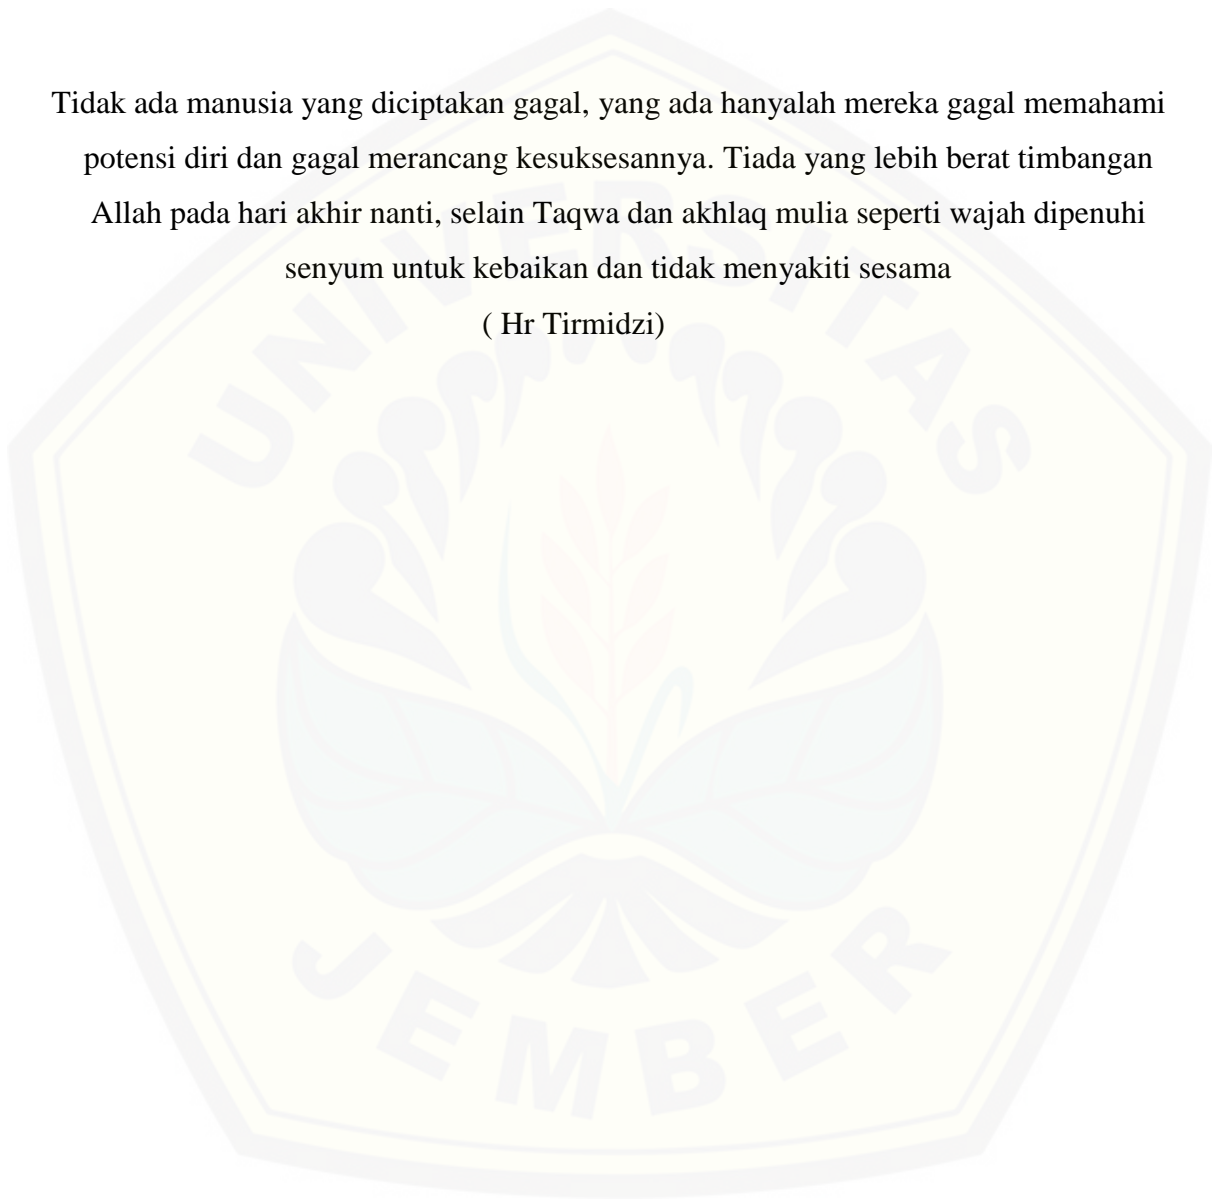 Tidak ada manusia yang diciptakan gagal, yang ada hanyalah mereka gagal memahami
potensi diri dan gagal merancang kesuksesannya. Tiada yang lebih berat timbangan
Allah pada hari akhir nanti, selain Taqwa dan akhlaq mulia seperti wajah dipenuhi
senyum untuk kebaikan dan tidak menyakiti sesama
( Hr Tirmidzi)
UNIVERSITAS
JEMBER